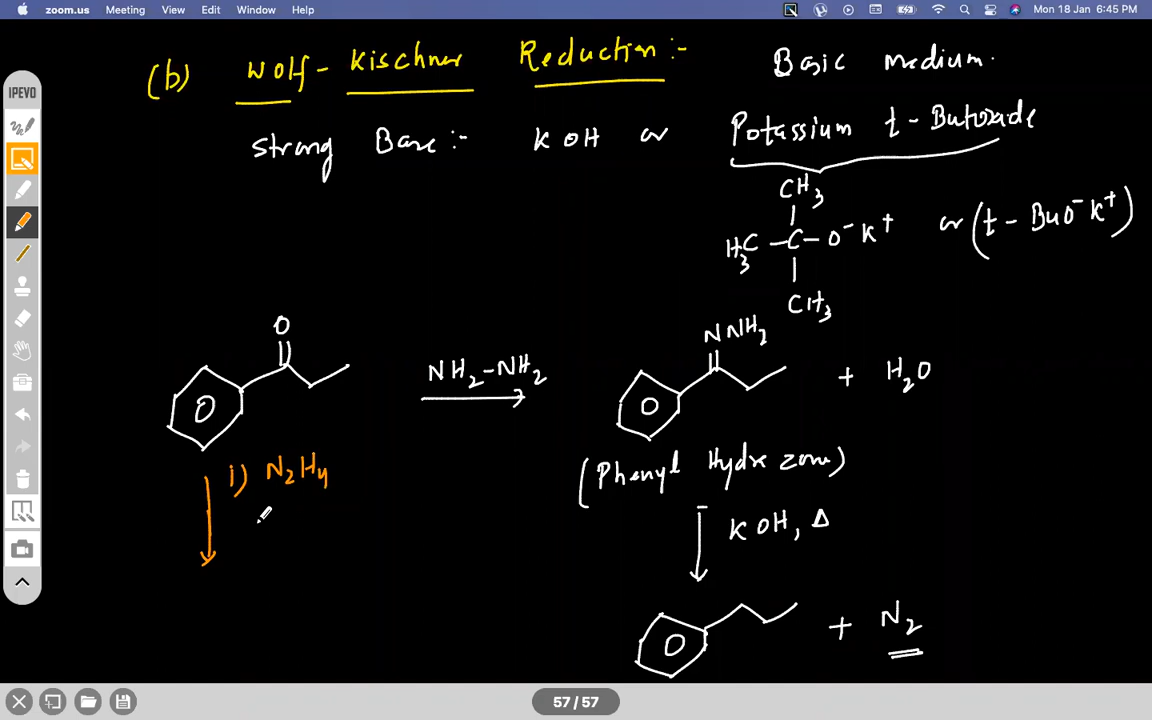 zoom.us Meeting View Edit Window Help Mon 18 Jan 6:45 PM
IPEVO
(b) Wolf - Kischner Reduction :- Basic medium.
strong Base :- KOH or Potassium t - Butoxade
CH3
H3C - C - O⁻ K⁺ or (t - BuO⁻ K⁺)
CH3
O
NNH2
NH2-NH2
+ H2O
O
O
(Phenyl Hydrazone)
i) N2H4
KOH, Δ
O
+ N2
57 / 57